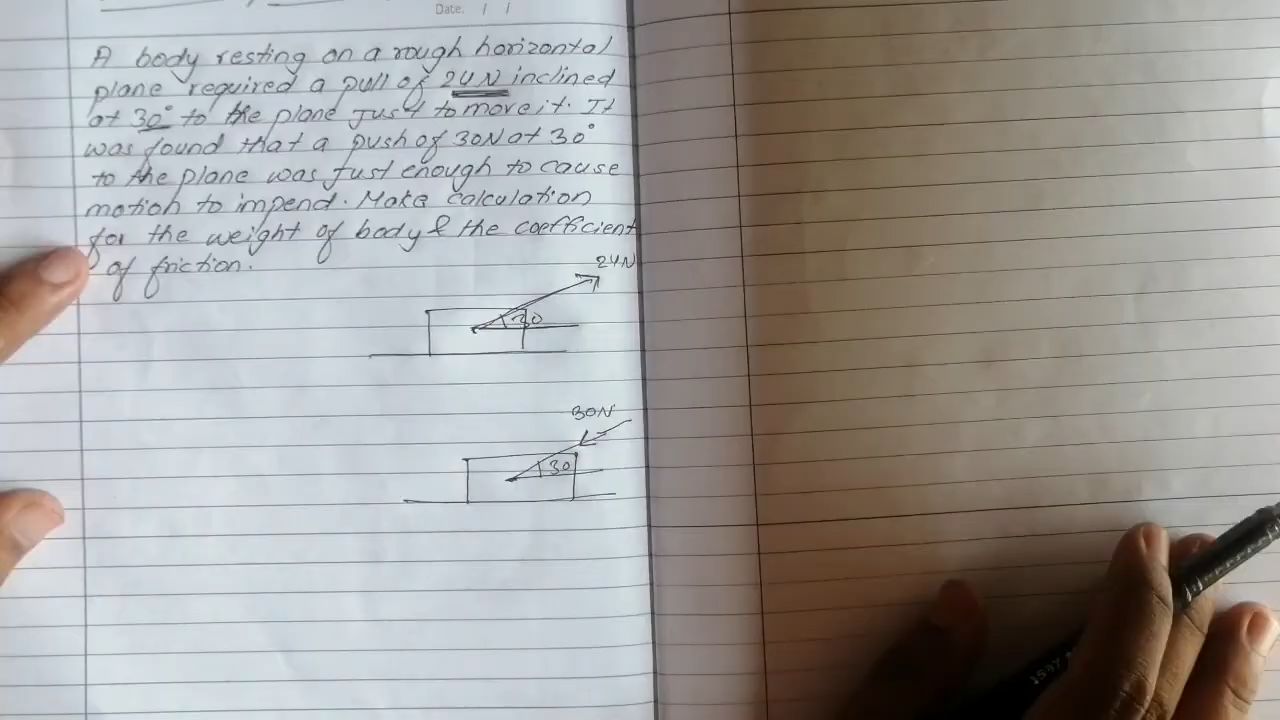 Date. / /
A body resting on a rough horizontal
plane required a pull of 24N inclined
at 30° to the plane just to move it. It
was found that a push of 30N at 30°
to the plane was just enough to cause
motion to impend. Make calculation
for the weight of body & the coefficient
of friction.
24N
30
30N
30